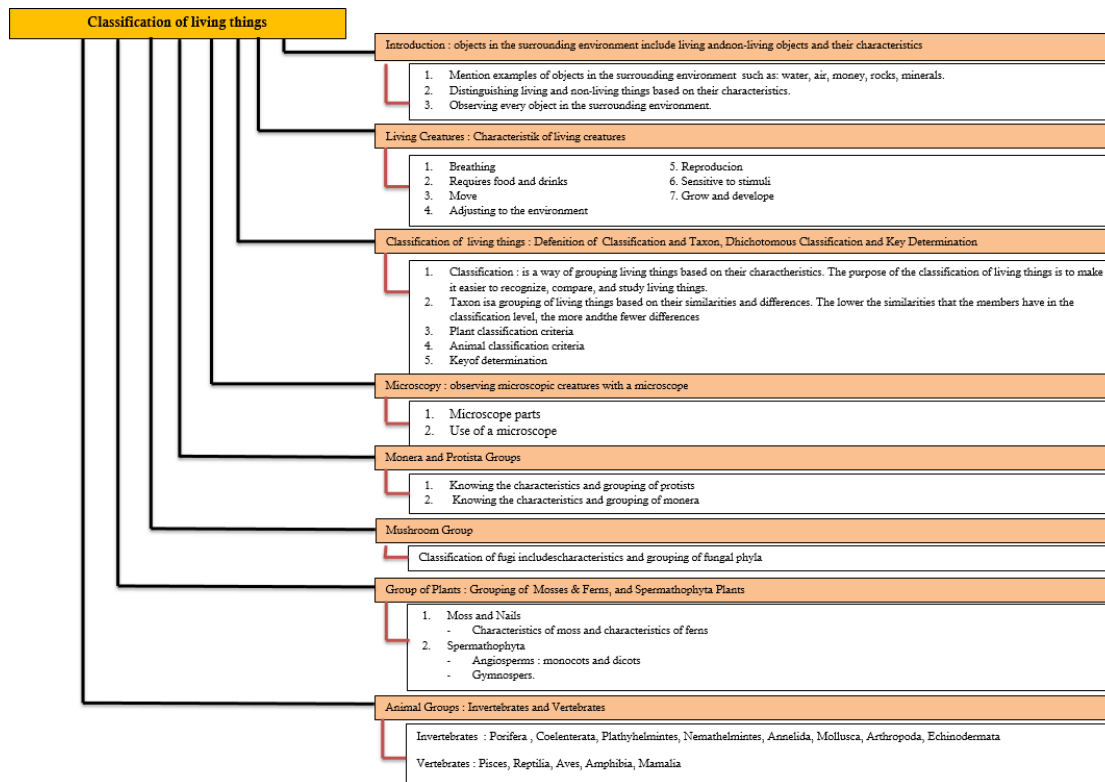 Classification of living things
Introduction : objects in the surrounding environment include living andnon-living objects and their characteristics
1. Mention examples of objects in the surrounding environment such as: water, air, money, rocks, minerals.
2. Distinguishing living and non-living things based on their characteristics.
3. Observing every object in the surrounding environment.
Living Creatures : Characteristik of living creatures
1. Breathing
2. Requires food and drinks
3. Move
4. Adjusting to the environment
5. Reproducion
6. Sensitive to stimuli
7. Grow and develope
Classification of living things : Defenition of Classification and Taxon, Dhichotomous Classification and Key Determination
1. Classification : is a way of grouping living things based on their charactheristics. The purpose of the classification of living things is to make
it easier to recognize, compare, and study living things.
2. Taxon isa grouping of living things based on their similarities and differences. The lower the similarities that the members have in the
classification level, the more andthe fewer differences
3. Plant classification criteria
4. Animal classification criteria
5. Keyof determination
Microscopy : observing microscopic creatures with a microscope
1. Microscope parts
2. Use of a microscope
Monera and Protista Groups
1. Knowing the characteristics and grouping of protists
2. Knowing the characteristics and grouping of monera
Mushroom Group
Classification of fugi includescharacteristics and grouping of fungal phyla
Group of Plants : Grouping of Mosses & Ferns, and Spermathophyta Plants
1. Moss and Nails
- Characteristics of moss and characteristics of ferns
2. Spermathophyta
- Angiosperms : monocots and dicots
- Gymnospers.
Animal Groups : Invertebrates and Vertebrates
Invertebrates : Porifera , Coelenterata, Plathyhelmintes, Nemathelmintes, Annelida, Mollusca, Arthropoda, Echinodermata
Vertebrates : Pisces, Reptilia, Aves, Amphibia, Mamalia